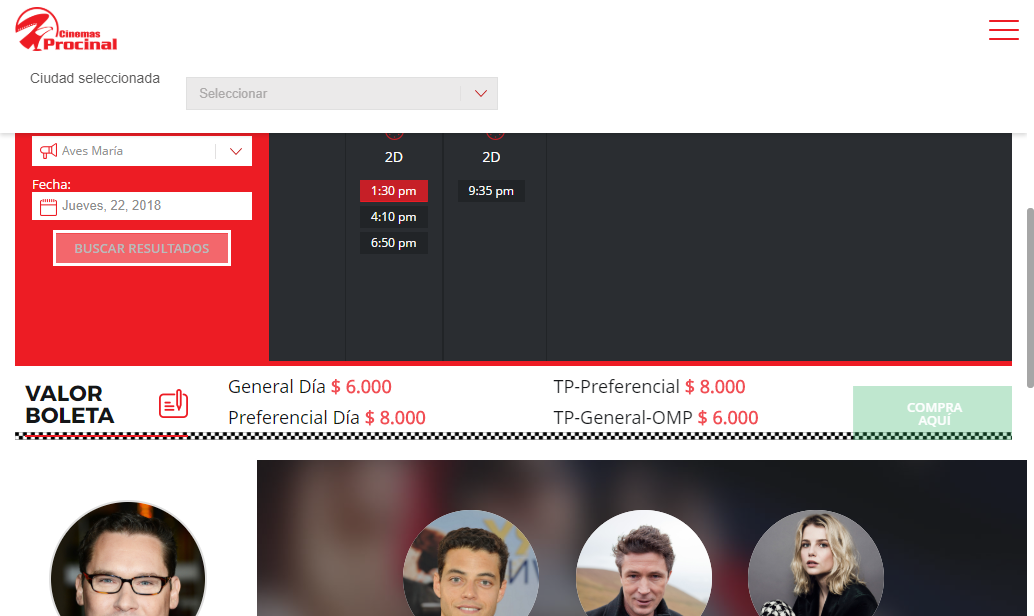 Cinemas
Procinal
Ciudad seleccionada
Seleccionar
Aves María
Fecha:
Jueves, 22, 2018
BUSCAR RESULTADOS
2D
1:30 pm
4:10 pm
6:50 pm
2D
9:35 pm
VALOR
BOLETA
General Día $ 6.000
Preferencial Día $ 8.000
TP-Preferencial $ 8.000
TP-General-OMP $ 6.000
COMPRA
AQUÍ